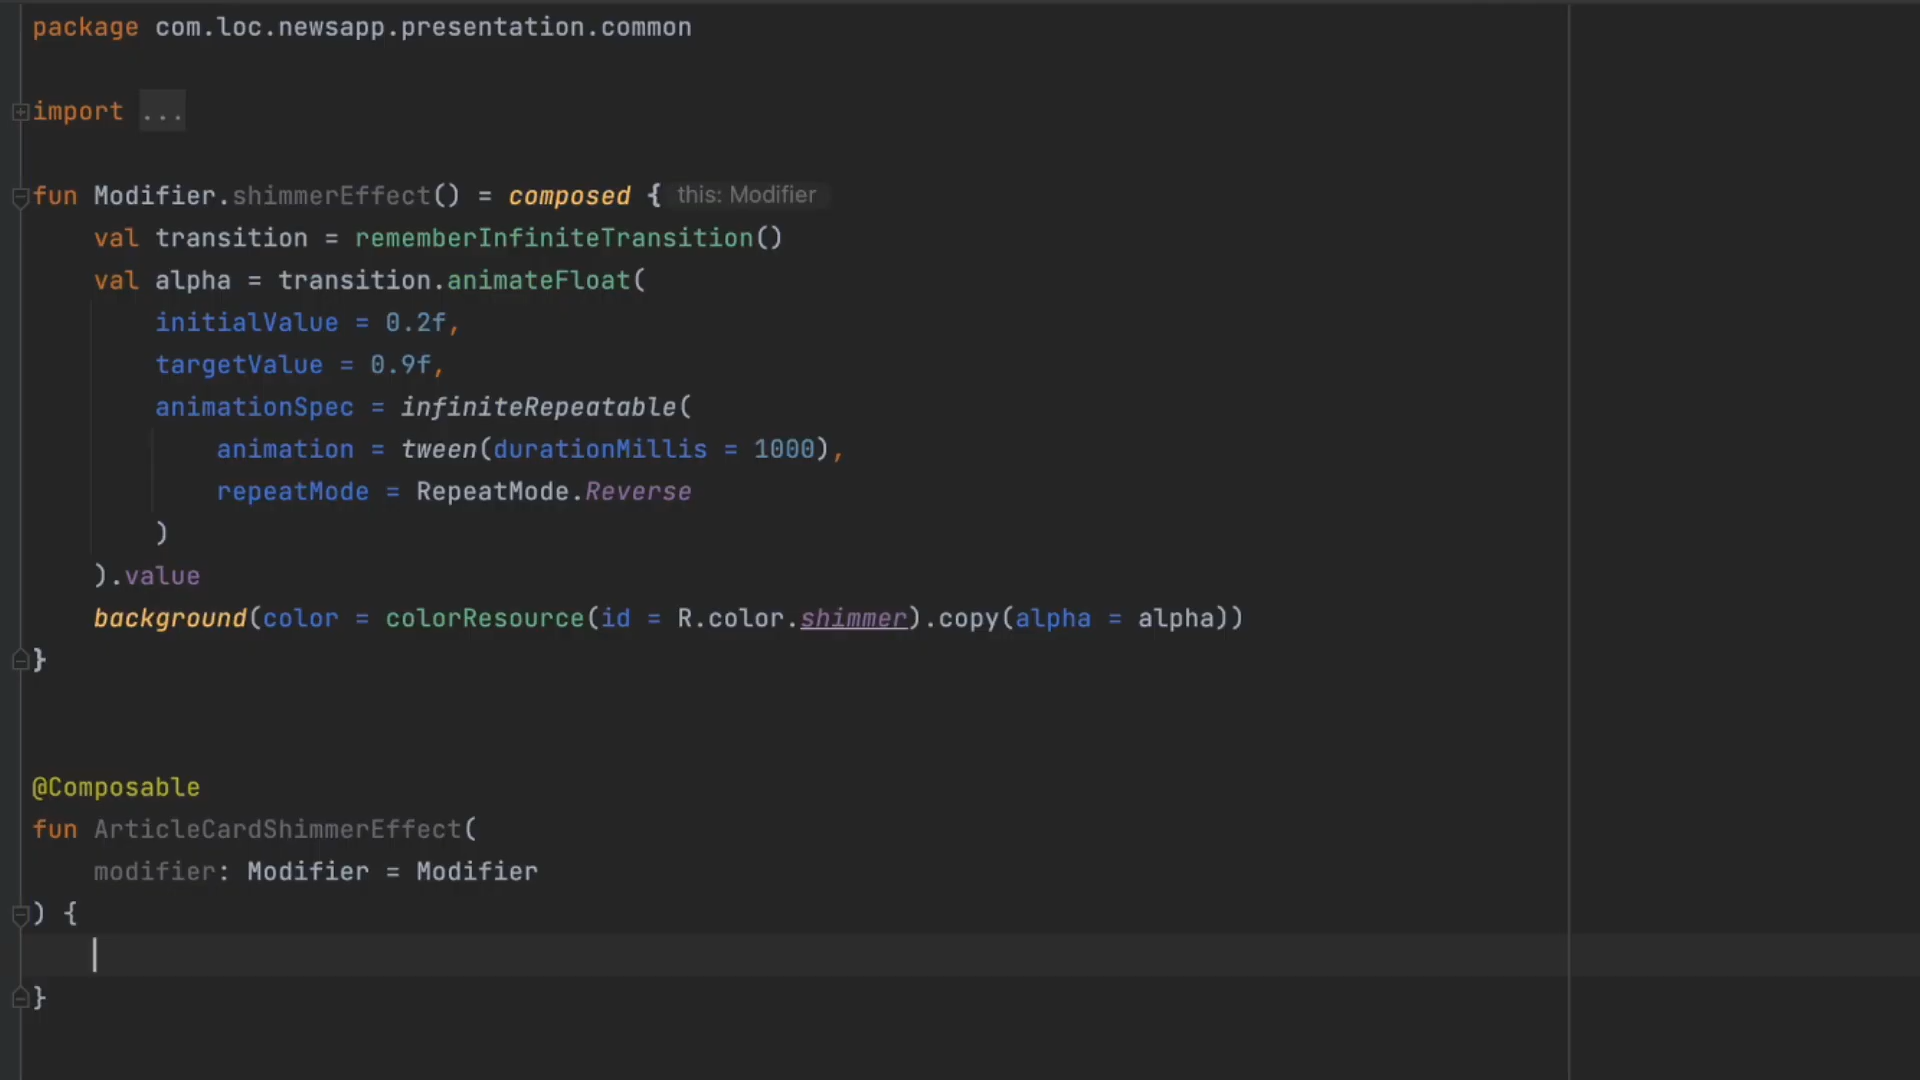 package com.loc.newsapp.presentation.common
import ...
fun Modifier.shimmerEffect() = composed { this: Modifier
val transition = rememberInfiniteTransition()
val alpha = transition.animateFloat(
initialValue = 0.2f,
targetValue = 0.9f,
animationSpec = infiniteRepeatable(
animation = tween(durationMillis = 1000),
repeatMode = RepeatMode.Reverse
)
).value
background(color = colorResource(id = R.color.shimmer).copy(alpha = alpha))
}
@Composable
fun ArticleCardShimmerEffect(
modifier: Modifier = Modifier
) {
}